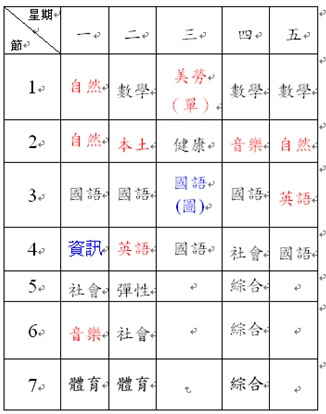 星期
節 一 二 三 四 五
1 自然 數學 美勞 數學 數學
（單）
2 自然 本土 健康 音樂 自然
3 國語 國語 國語 國語 英語
(圖)
4 資訊 英語 國語 社會 國語
5 社會 彈性 綜合
6 音樂 社會 綜合
7 體育 體育 綜合